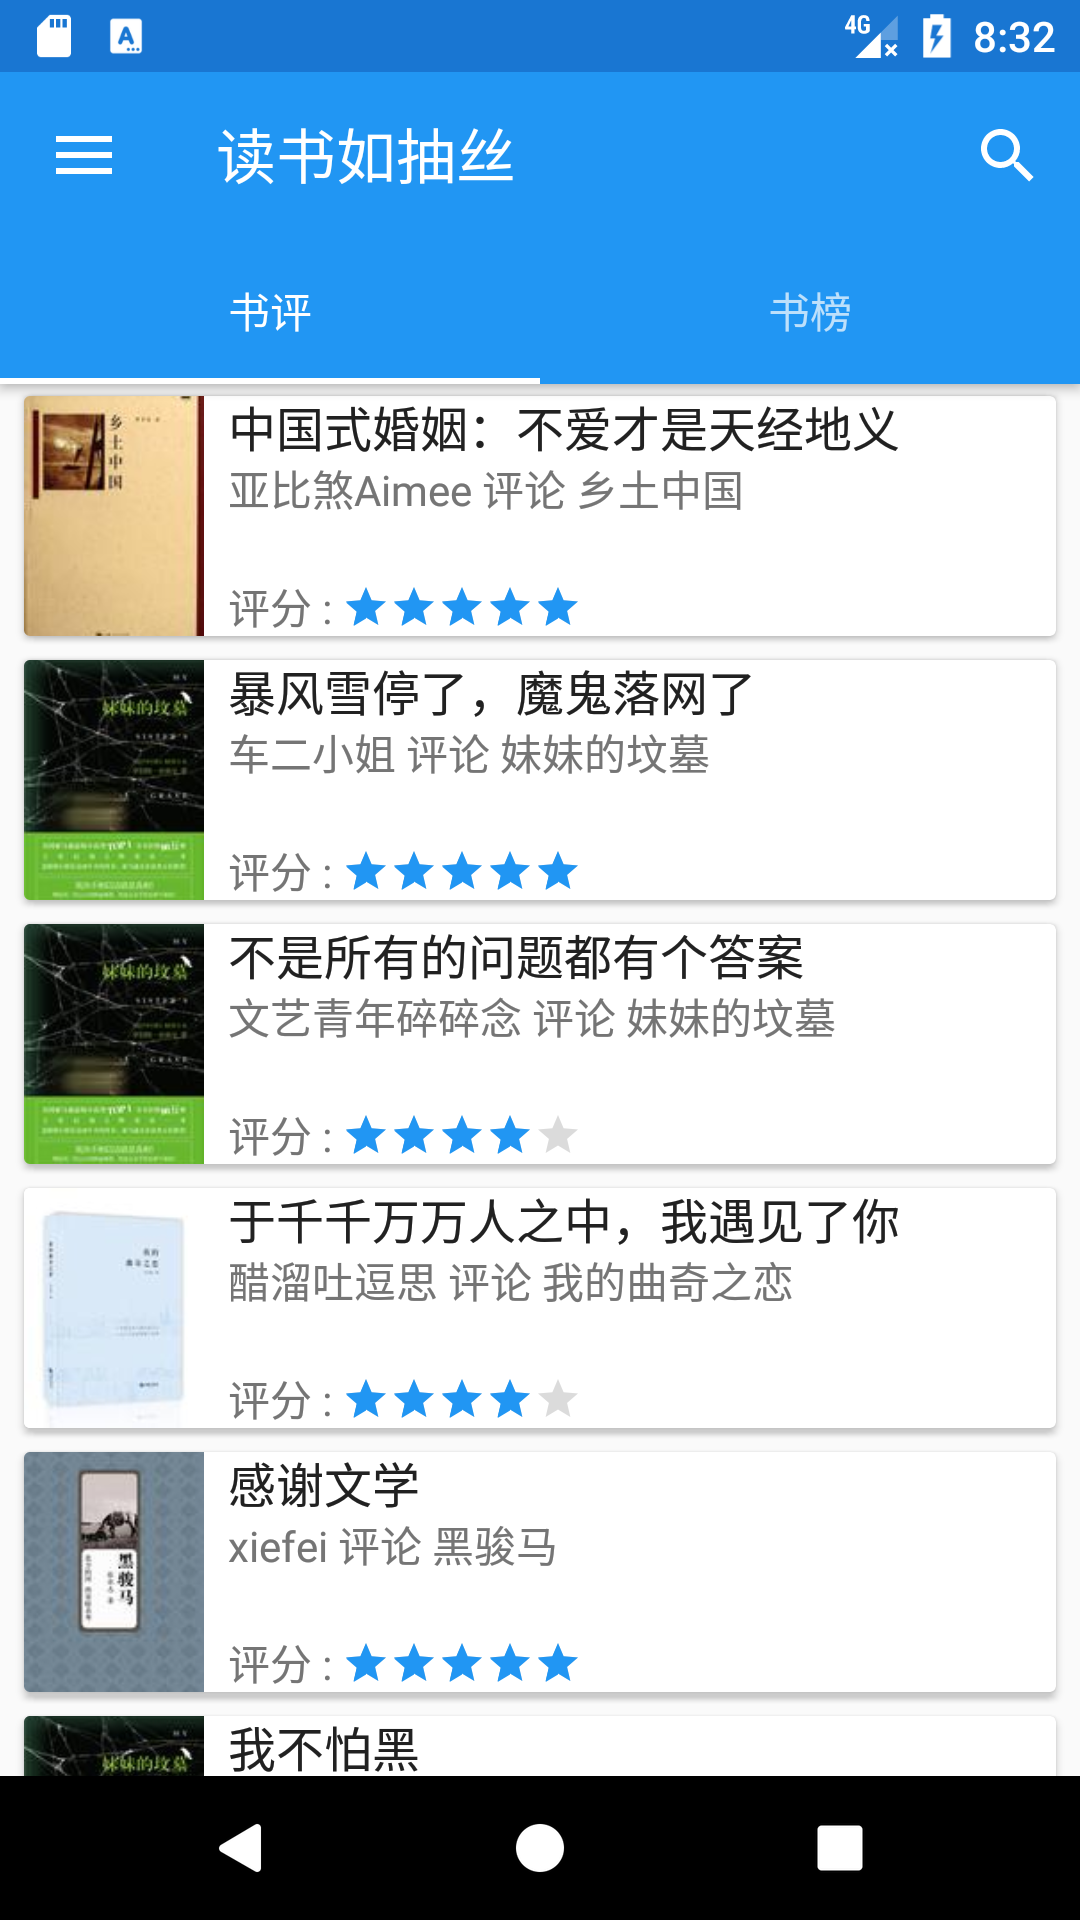 4G 8:32
读书如抽丝
书评
书榜
乡土中国
中国式婚姻：不爱才是天经地义
亚比煞Aimee 评论 乡土中国
评分 :
妹妹的坟墓
暴风雪停了，魔鬼落网了
车二小姐 评论 妹妹的坟墓
评分 :
妹妹的坟墓
不是所有的问题都有个答案
文艺青年碎碎念 评论 妹妹的坟墓
评分 :
我的
曲奇之恋
于千千万万人之中，我遇见了你
醋溜吐逗思 评论 我的曲奇之恋
评分 :
黑骏马
感谢文学
xiefei 评论 黑骏马
评分 :
妹妹的坟墓
我不怕黑